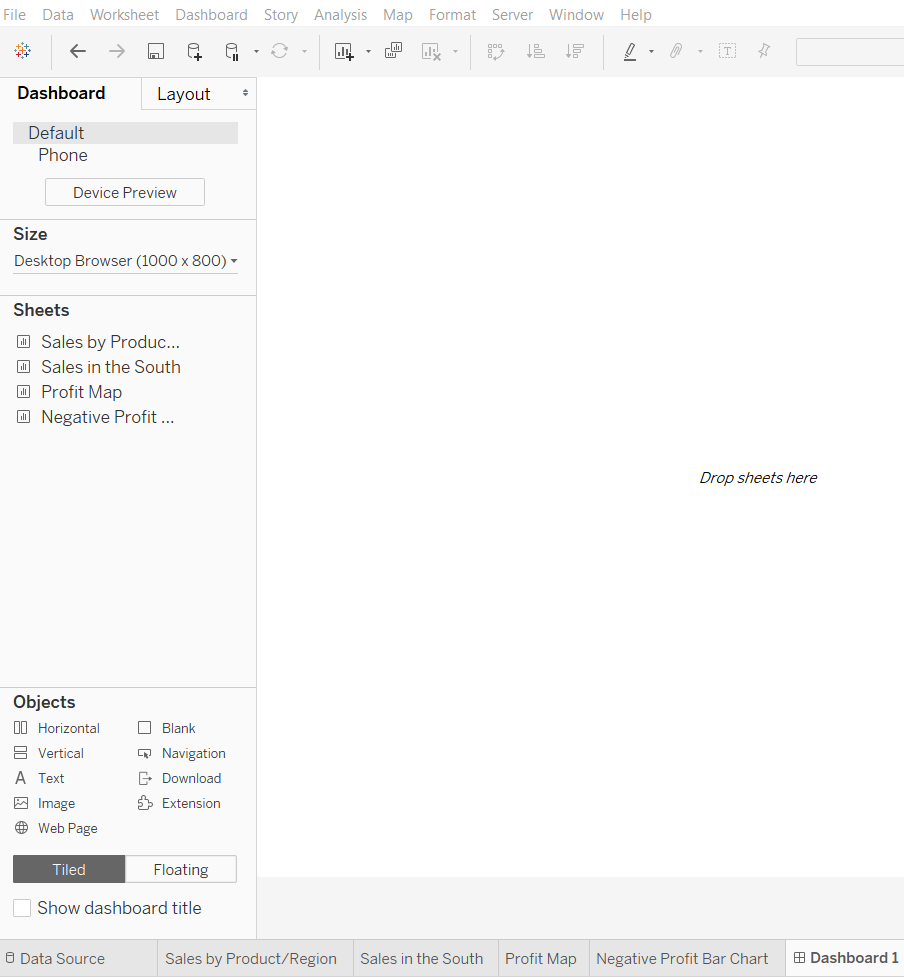 File Data Worksheet Dashboard Story Analysis Map Format Server Window Help
Dashboard Layout
Default
Phone
Device Preview
Size
Desktop Browser (1000 x 800)
Sheets
Sales by Produc...
Sales in the South
Profit Map
Negative Profit ...
Drop sheets here
Objects
Horizontal Blank
Vertical Navigation
A Text Download
Image Extension
Web Page
Tiled Floating
Show dashboard title
Data Source Sales by Product/Region Sales in the South Profit Map Negative Profit Bar Chart Dashboard 1